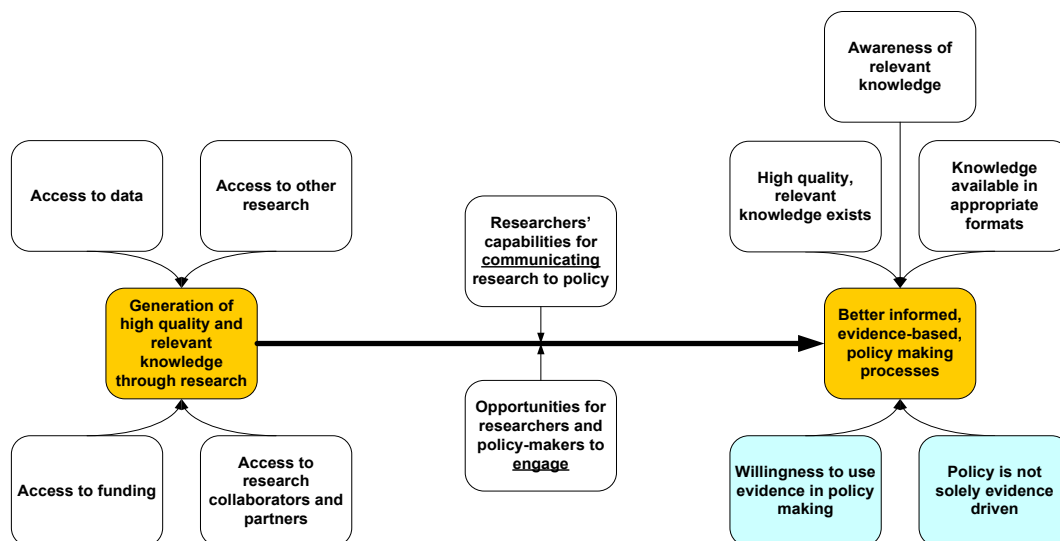 Awareness of
relevant
knowledge
Access to data
Access to other
research
High quality,
relevant
knowledge exists
Knowledge
available in
appropriate
formats
Researchers’
capabilities for
communicating
research to policy
Generation of
high quality and
relevant
knowledge
through research
Better informed,
evidence-based,
policy making
processes
Opportunities for
researchers and
policy-makers to
engage
Access to funding
Access to
research
collaborators and
partners
Willingness to use
evidence in policy
making
Policy is not
solely evidence
driven